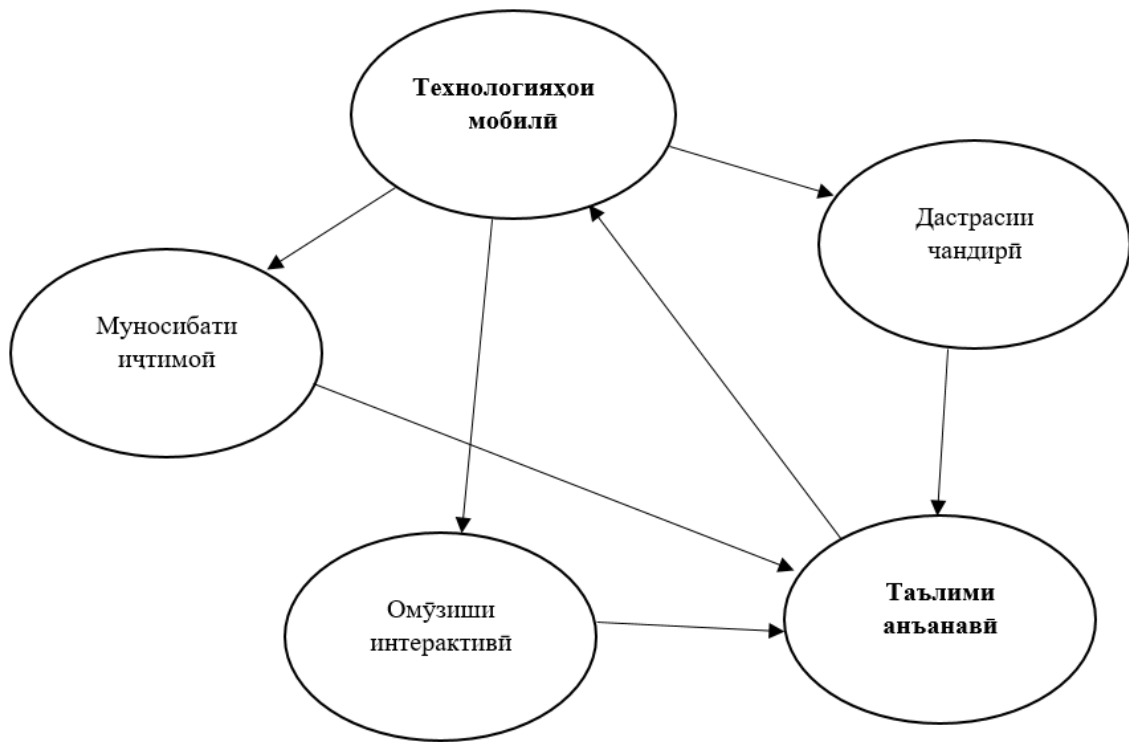 Технологияҳои
мобилӣ
Дастрасии
чандирӣ
Муносибати
иҷтимоӣ
Омӯзиши
интерактивӣ
Таълими
анъанавӣ